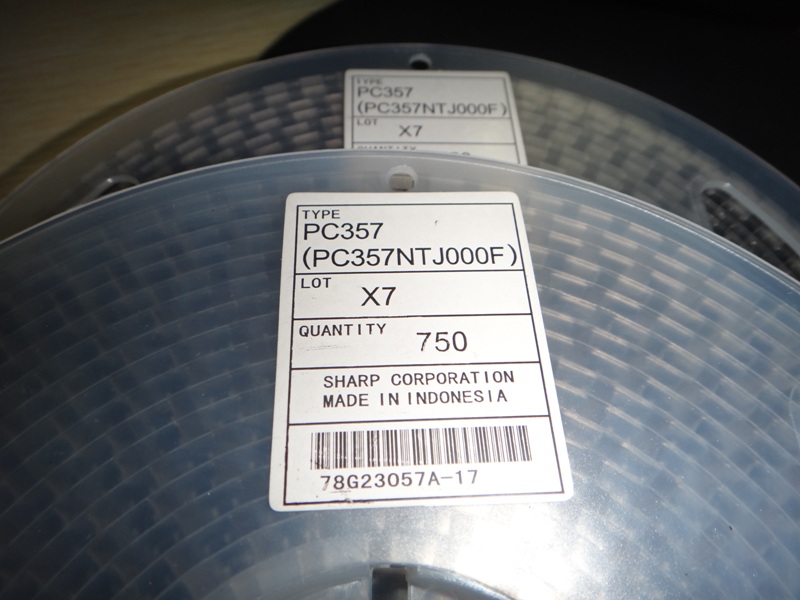 TYPE
PC357
(PC357NTJ000F)
LOT
X7
TYPE
PC357
(PC357NTJ000F)
LOT
X7
QUANTITY
750
SHARP CORPORATION
MADE IN INDONESIA
78G23057A-17